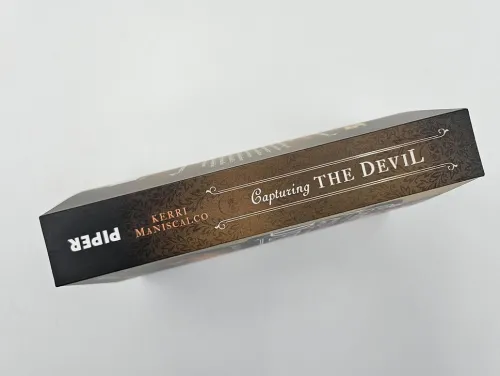 PIPER
KERRI
MANISCALCO
Capturing THE DEVIL